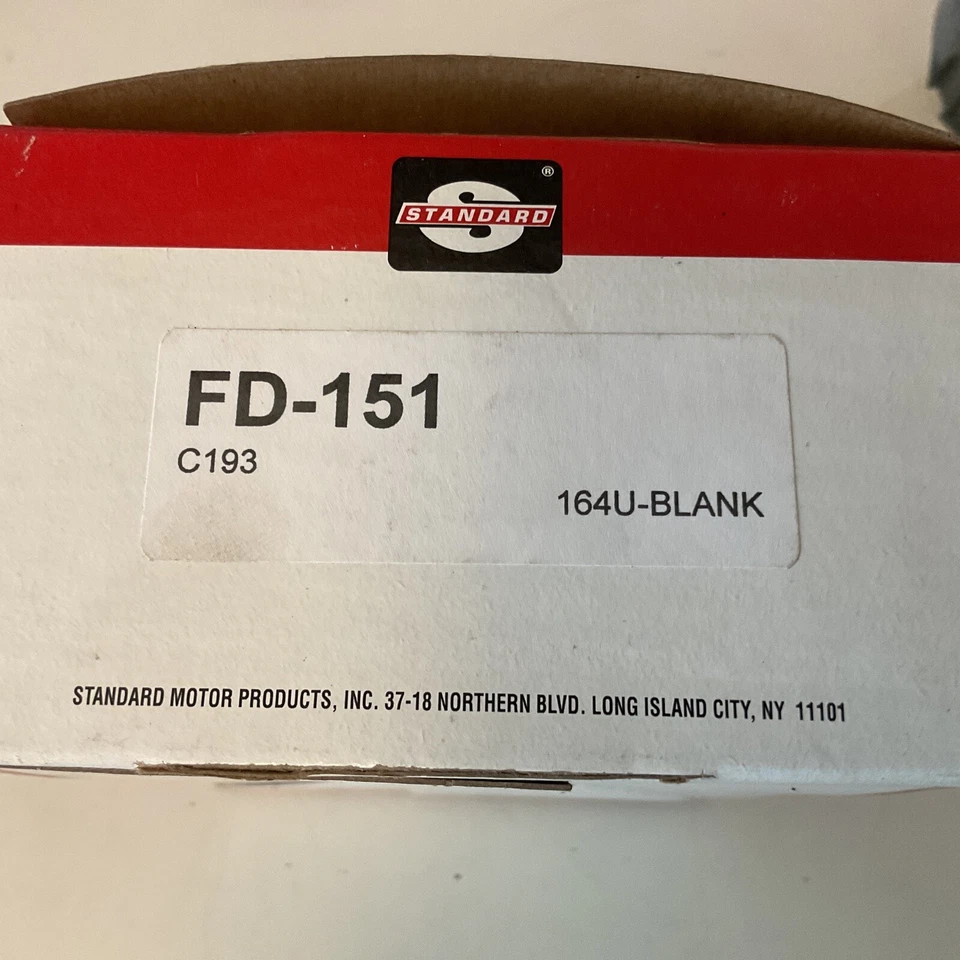 ®
STANDARD
FD-151
C193
164U-BLANK
STANDARD MOTOR PRODUCTS, INC. 37-18 NORTHERN BLVD. LONG ISLAND CITY, NY 11101